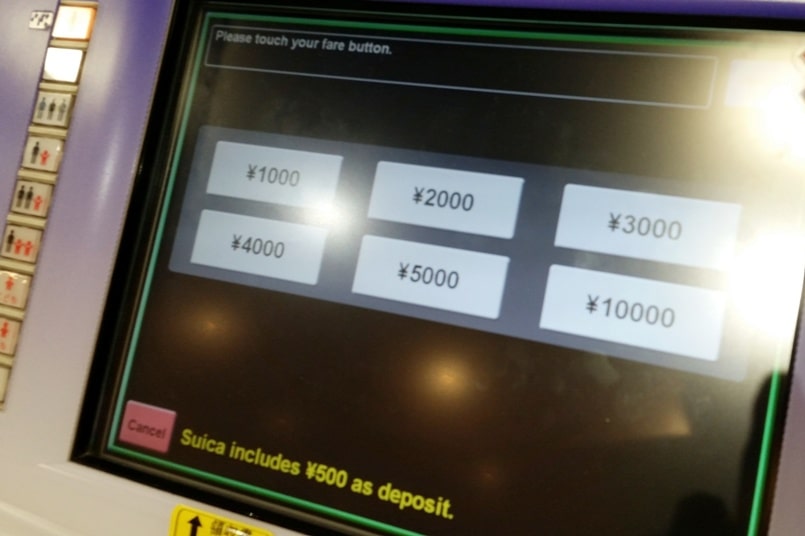 Please touch your fare button.
¥1000
¥2000
¥3000
¥4000
¥5000
¥10000
Cancel
Suica includes ¥500 as deposit.